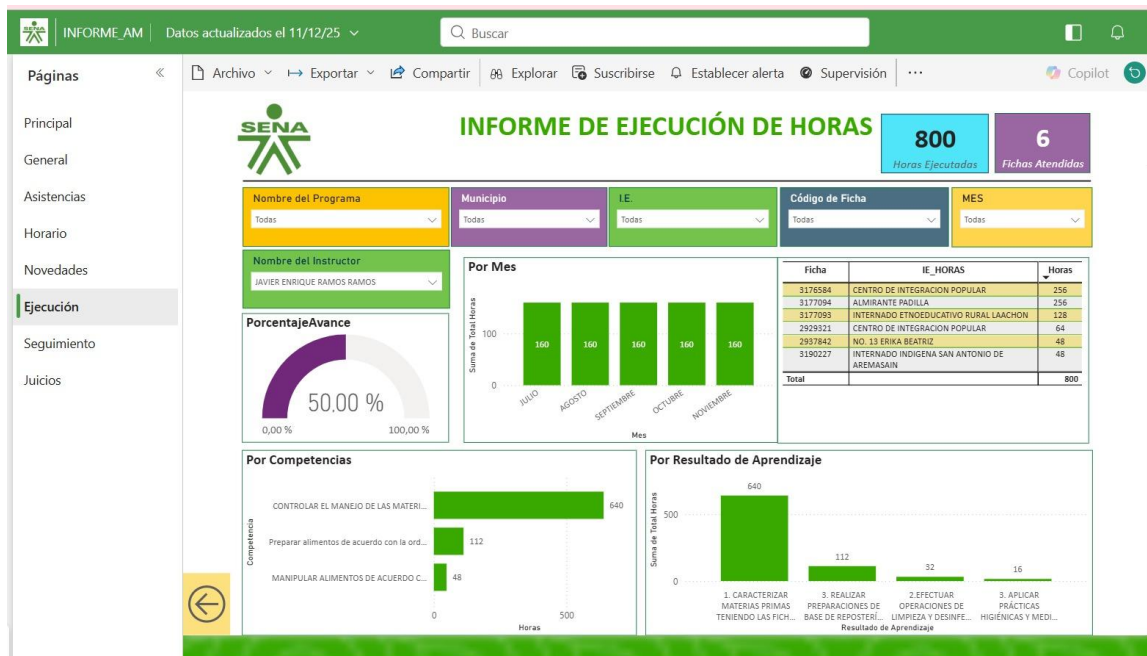 SENA
INFORME_AM
Datos actualizados el 11/12/25
Buscar
Páginas
Principal
General
Asistencias
Horario
Novedades
Ejecución
Seguimiento
Juicios
Archivo
Exportar
Compartir
Explorar
Suscribirse
Establecer alerta
Supervisión
...
Copilot
SENA
INFORME DE EJECUCIÓN DE HORAS
800
Horas Ejecutadas
6
Fichas Atendidas
Nombre del Programa
Todas
Municipio
Todas
I.E.
Todas
Código de Ficha
Todas
MES
Todas
Nombre del Instructor
JAVIER ENRIQUE RAMOS RAMOS
PorcentajeAvance
50,00 %
0,00 %
100,00 %
Por Mes
Suma de Total Horas
100
0
160 160 160 160 160
JULIO AGOSTO SEPTIEMBRE OCTUBRE NOVIEMBRE
Mes
Ficha IE_HORAS Horas
3176584 CENTRO DE INTEGRACION POPULAR 256
3177094 ALMIRANTE PADILLA 256
3177093 INTERNADO ETNOEDUCATIVO RURAL LAACHON 128
2929321 CENTRO DE INTEGRACION POPULAR 64
2937842 NO. 13 ERIKA BEATRIZ 48
3190227 INTERNADO INDIGENA SAN ANTONIO DE 48
AREMASAIN
Total 800
Por Competencias
Competencia
CONTROLAR EL MANEJO DE LAS MATERI... 640
Preparar alimentos de acuerdo con la ord... 112
MANIPULAR ALIMENTOS DE ACUERDO C... 48
0 500
Horas
Por Resultado de Aprendizaje
Suma de Total Horas
500
0
640 112 32 16
1. CARACTERIZAR
MATERIAS PRIMAS
TENIENDO LAS FICH...
3. REALIZAR
PREPARACIONES DE
BASE DE REPOSTERÍ...
2.EFECTUAR
OPERACIONES DE
LIMPIEZA Y DESINFE...
3. APLICAR
PRÁCTICAS
HIGIÉNICAS Y MEDI...
Resultado de Aprendizaje